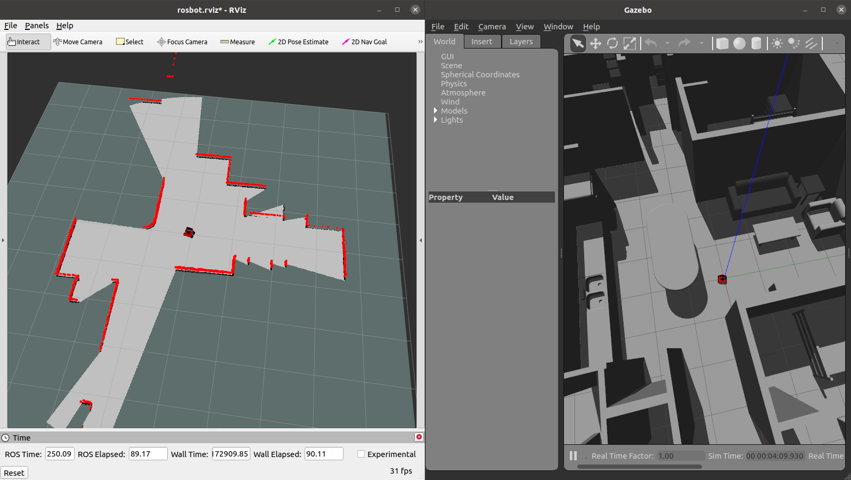 rosbot.rviz* - RViz
File Panels Help
Interact Move Camera Select Focus Camera Measure 2D Pose Estimate 2D Nav Goal
Time
ROS Time: 250.09 ROS Elapsed: 89.17 Wall Time: 172909.85 Wall Elapsed: 90.11 Experimental
Reset 31 fps
Gazebo
File Edit Camera View Window Help
World Insert Layers
GUI
Scene
Spherical Coordinates
Physics
Atmosphere
Wind
Models
Lights
Property Value
Real Time Factor: 1.00 Sim Time: 00 00:04:09.930 Real Time